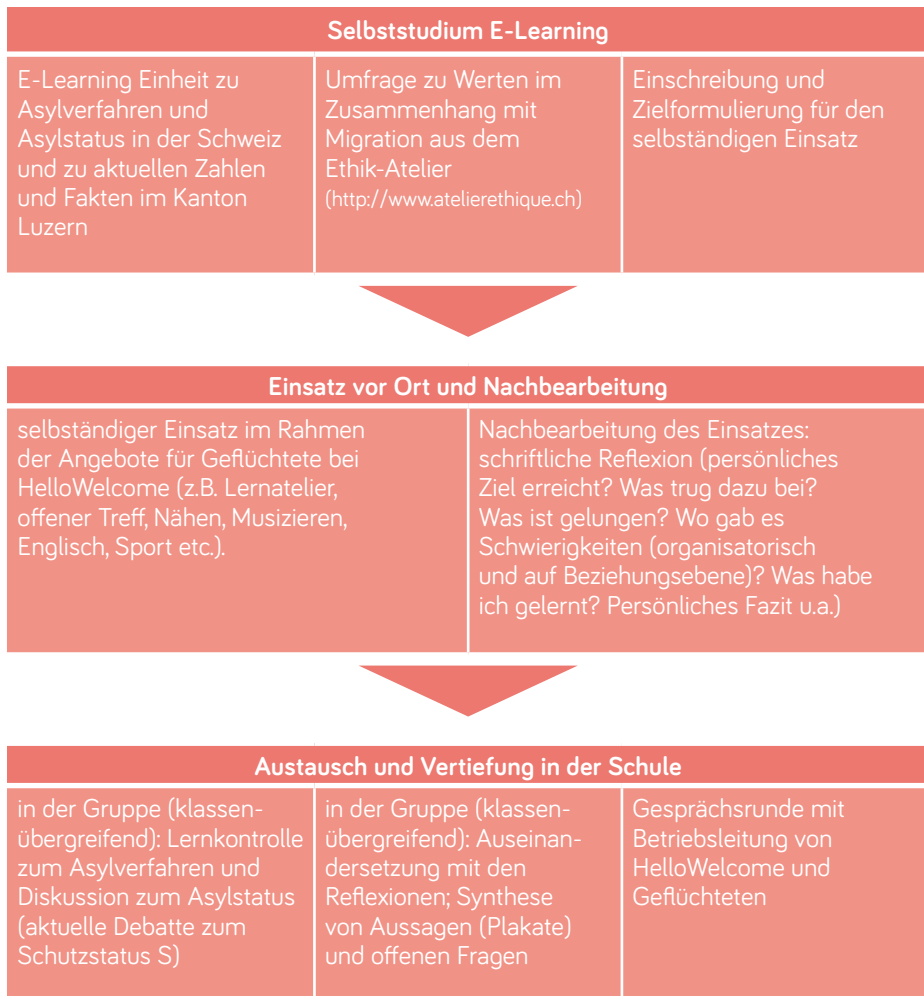 Selbststudium E-Learning
E-Learning Einheit zu
Asylverfahren und
Asylstatus in der Schweiz
und zu aktuellen Zahlen
und Fakten im Kanton
Luzern
Umfrage zu Werten im
Zusammenhang mit
Migration aus dem
Ethik-Atelier
(http://www.atelierethique.ch)
Einschreibung und
Zielformulierung für den
selbständigen Einsatz
Einsatz vor Ort und Nachbearbeitung
selbständiger Einsatz im Rahmen
der Angebote für Geflüchtete bei
HelloWelcome (z.B. Lernatelier,
offener Treff, Nähen, Musizieren,
Englisch, Sport etc.).
Nachbearbeitung des Einsatzes:
schriftliche Reflexion (persönliches
Ziel erreicht? Was trug dazu bei?
Was ist gelungen? Wo gab es
Schwierigkeiten (organisatorisch
und auf Beziehungsebene)? Was habe
ich gelernt? Persönliches Fazit u.a.)
Austausch und Vertiefung in der Schule
in der Gruppe (klassen-
übergreifend): Lernkontrolle
zum Asylverfahren und
Diskussion zum Asylstatus
(aktuelle Debatte zum
Schutzstatus S)
in der Gruppe (klassen-
übergreifend): Auseinan-
dersetzung mit den
Reflexionen; Synthese
von Aussagen (Plakate)
und offenen Fragen
Gesprächsrunde mit
Betriebsleitung von
HelloWelcome und
Geflüchteten